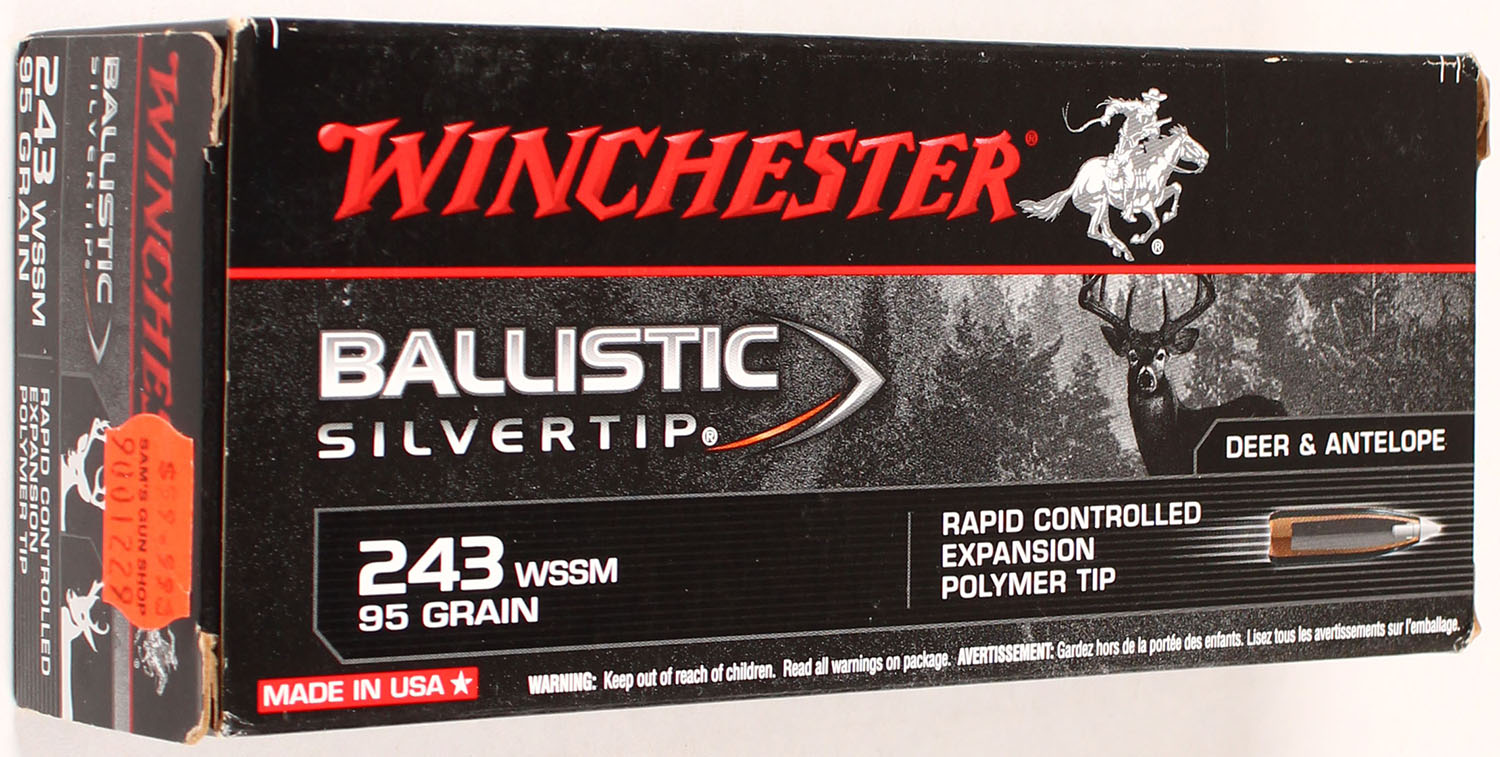 WINCHESTER®
®
BALLISTIC
SILVERTIP®
DEER & ANTELOPE
243 WSSM
95 GRAIN
RAPID CONTROLLED
EXPANSION
POLYMER TIP
MADE IN USA
WARNING: Keep out of reach of children. Read all warnings on package. AVERTISSEMENT: Gardez hors de la portée des enfants. Lisez tous les avertissements sur l'emballage.
WINCHES
BALLISTIC
SILVERTIP
243 WSSM
95 GRAIN
RAPID CONTROLLED
EXPANSION
POLYMER TIP
SAM'S GUN SHOP
9001229